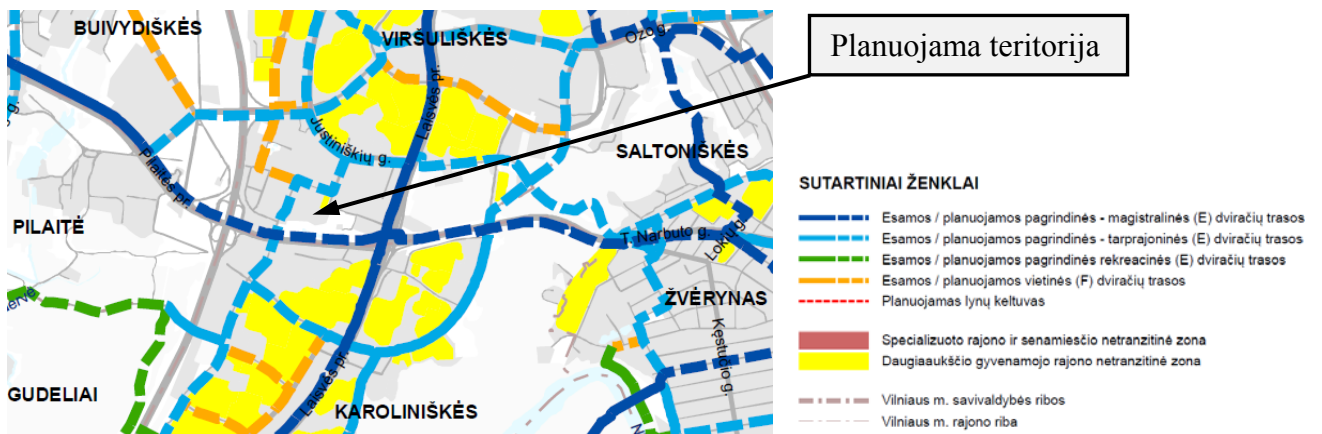 BUIVYDIŠKĖS
VIRŠULIŠKĖS
Ozo g.
Planuojama teritorija
Laisvės pr.
Justiniškių g.
SALTONIŠKĖS
Pilaitės pr.
PILAITĖ
T. Narbuto g.
Lokių g.
ŽVĖRYNAS
Kęstučio g.
GUDELIAI
Laisvės pr.
KAROLINIŠKĖS
SUTARTINIAI ŽENKLAI
Esamos / planuojamos pagrindinės - magistralinės (E) dviračių trasos
Esamos / planuojamos pagrindinės - tarprajoninės (E) dviračių trasos
Esamos / planuojamos pagrindinės rekreacinės (E) dviračių trasos
Esamos / planuojamos vietinės (F) dviračių trasos
Planuojamas lynų keltuvas
Specializuoto rajono ir senamiesčio netranzitinė zona
Daugiaaukščio gyvenamojo rajono netranzitinė zona
Vilniaus m. savivaldybės ribos
Vilniaus m. rajono riba